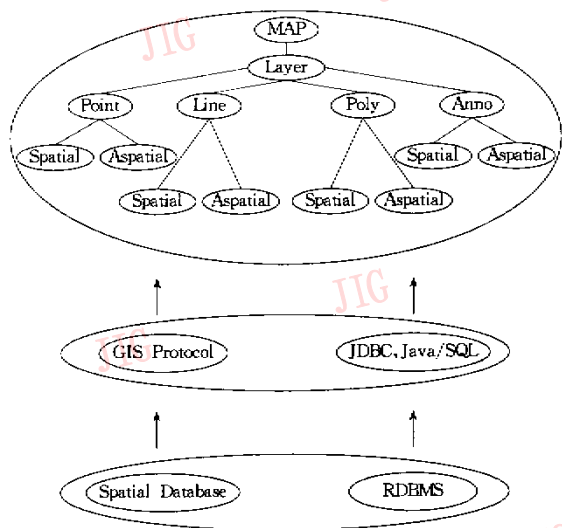 JIG
MAP
Layer
Point Line Poly Anno
Spatial Aspatial Spatial Aspatial
Spatial Aspatial Spatial Aspatial
JIG
JIG
GIS Protocol JDBC,Java/SQL
Spatial Database RDBMS